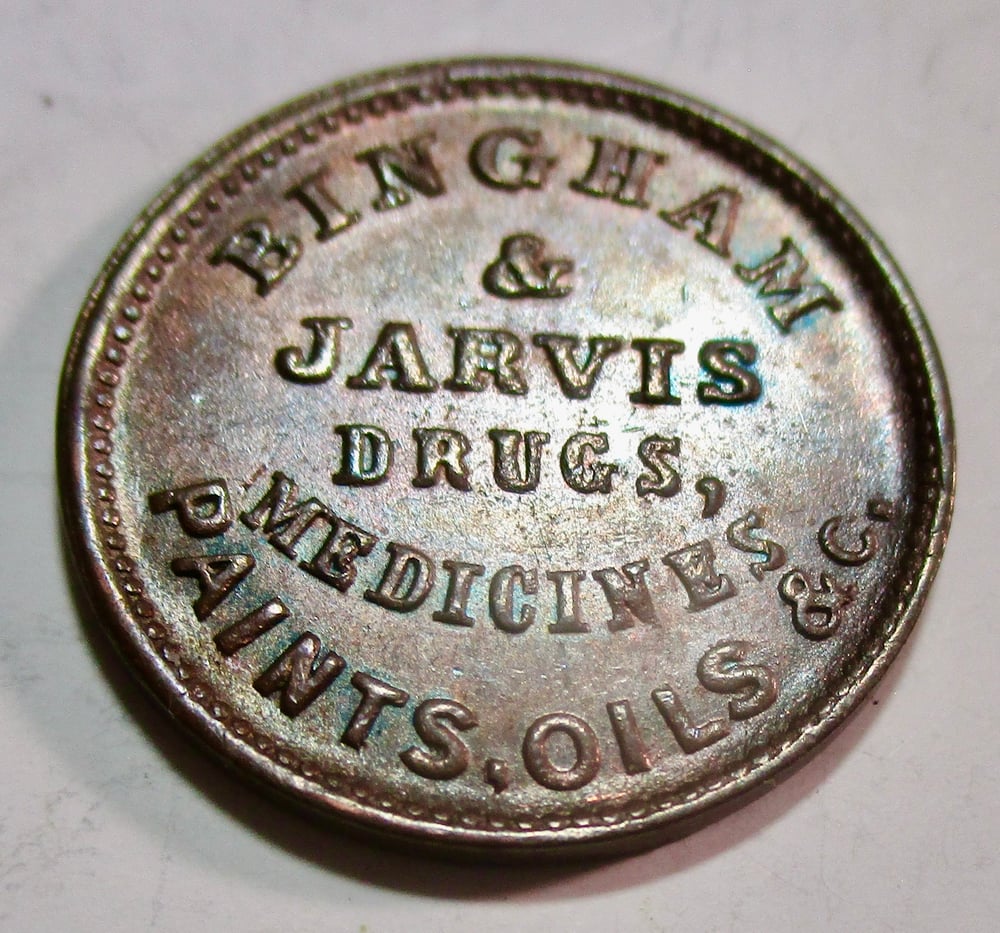 BINGHAM
&
JARVIS
DRUGS,
MEDICINES
PAINTS, OILS &C.